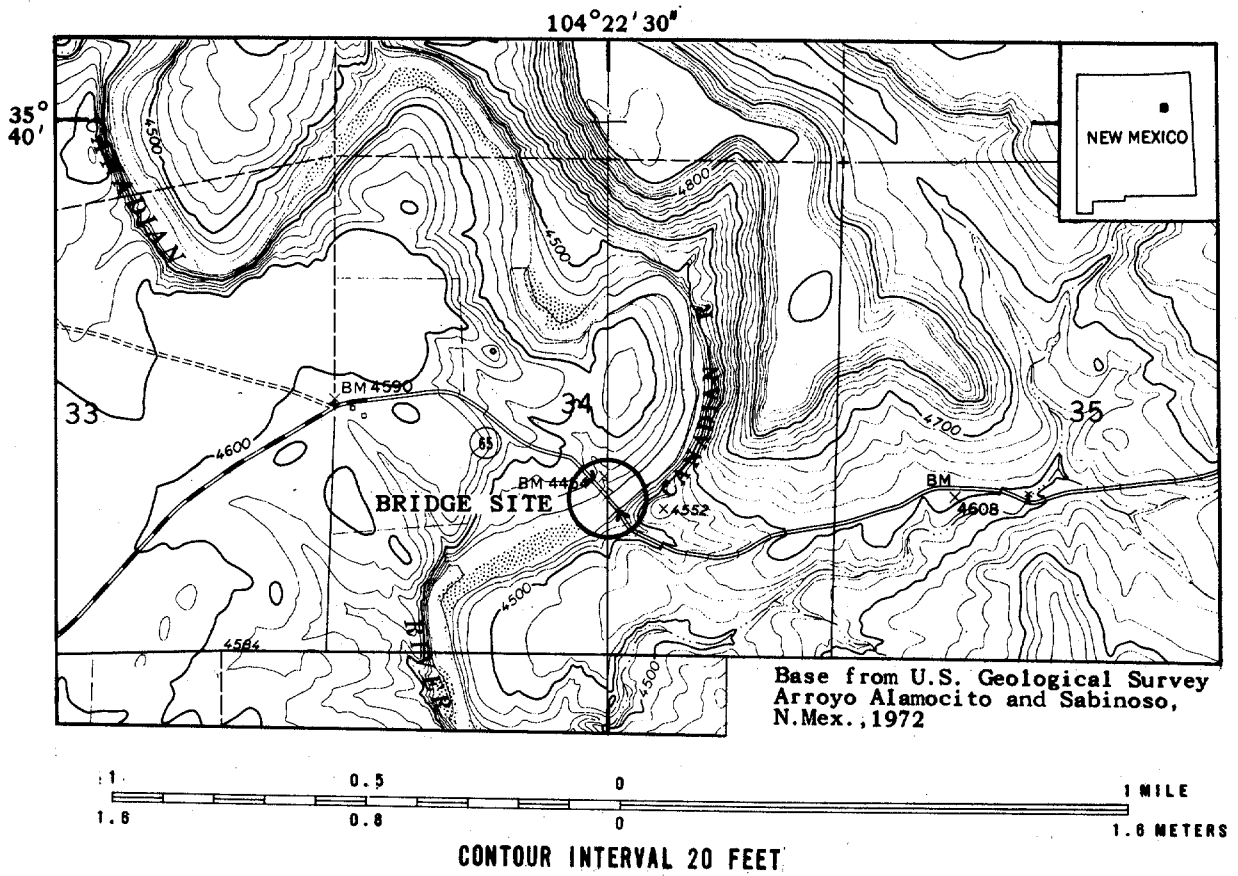 104°22'30"
35°
40'
NEW MEXICO
CANADIAN
4500
4800
4500
CANADIAN
BM 4590
33
34
35
65
4600
4700
BM
4608
BRIDGE SITE
4552
4500
4584
RIVER
4500
Base from U.S. Geological Survey
Arroyo Alamocito and Sabinoso,
N.Mex.,1972
1 0.5 0 1 MILE
1.6 0.8 0 1.6 METERS
CONTOUR INTERVAL 20 FEET